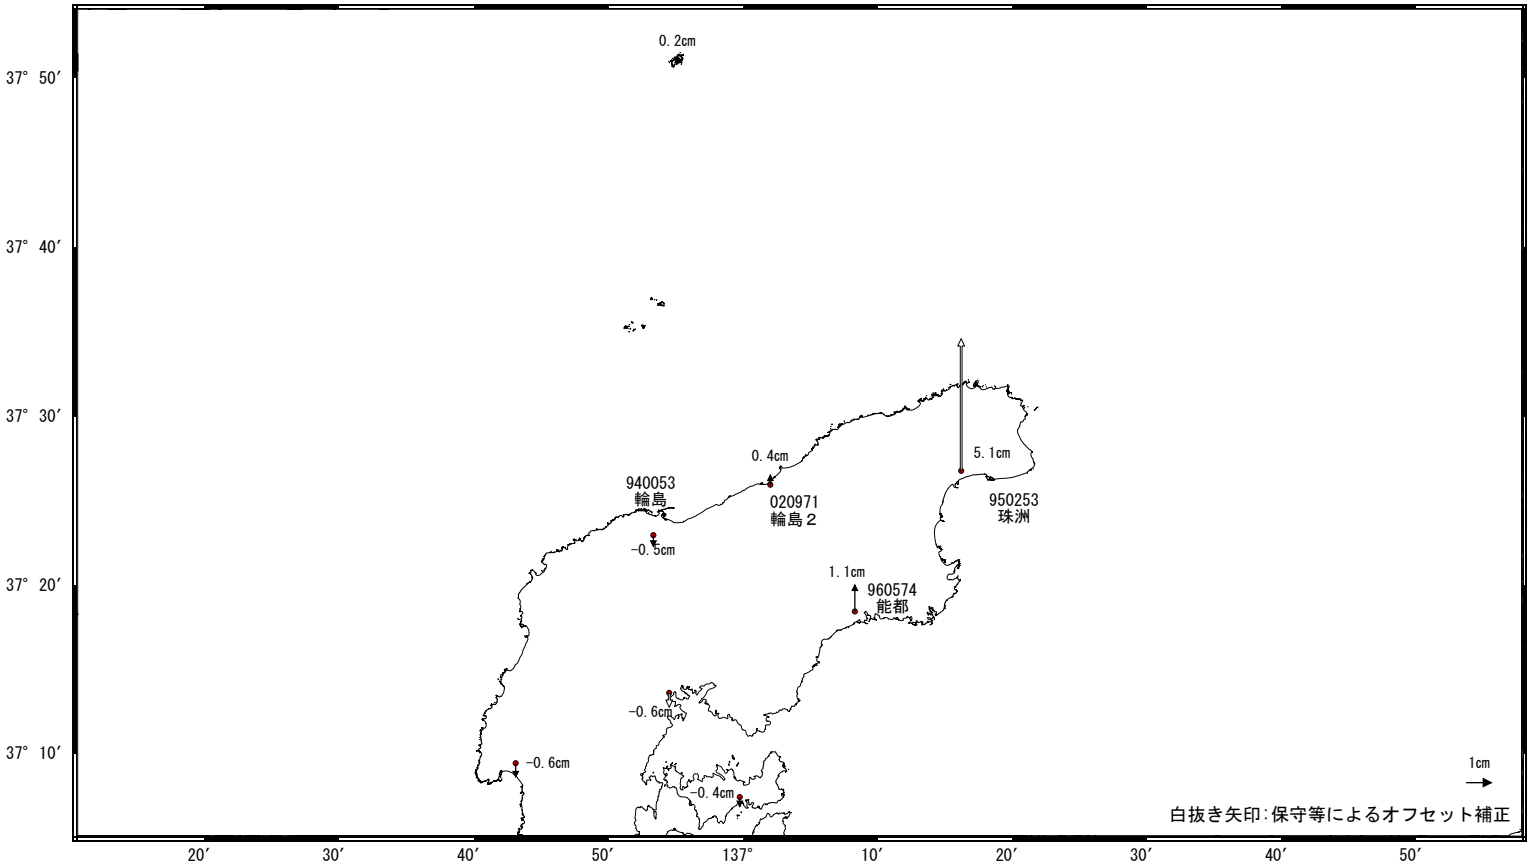 0.2cm
37° 50′
37° 40′
37° 30′
5.1cm
0.4cm
940053
輪島
020971
輪島２
950253
珠洲
-0.5cm
1.1cm
37° 20′
960574
能都
-0.6cm
37° 10′
-0.6cm
1cm
-0.4cm
白抜き矢印:保守等によるオフセット補正
20′
30′
40′
50′
137°
10′
20′
30′
40′
50′